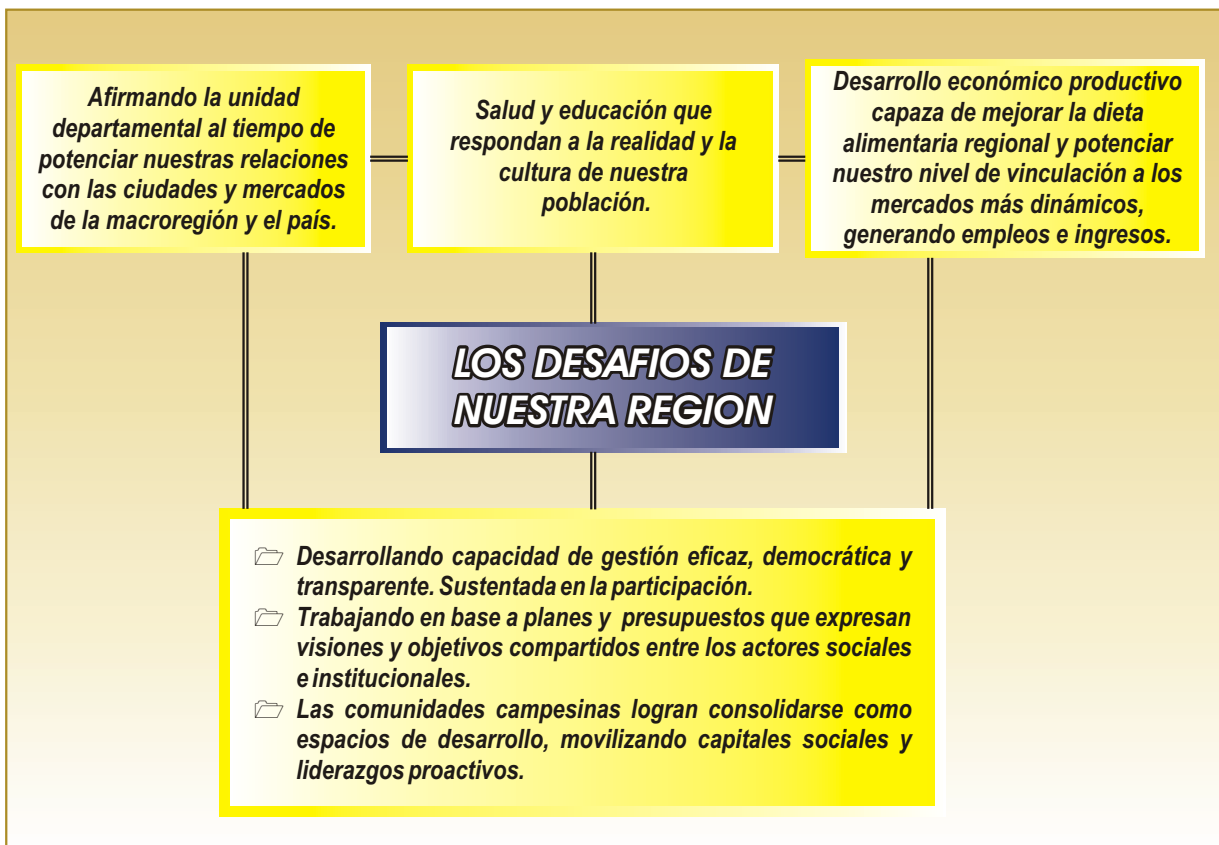 Afirmando la unidad
departamental al tiempo de
potenciar nuestras relaciones
con las ciudades y mercados
de la macroregión y el país.
Salud y educación que
respondan a la realidad y la
cultura de nuestra
población.
Desarrollo económico productivo
capaza de mejorar la dieta
alimentaria regional y potenciar
nuestro nivel de vinculación a los
mercados más dinámicos,
generando empleos e ingresos.
LOS DESAFIOS DE
NUESTRA REGION
Desarrollando capacidad de gestión eficaz, democrática y
transparente. Sustentada en la participación.
Trabajando en base a planes y presupuestos que expresan
visiones y objetivos compartidos entre los actores sociales
e institucionales.
Las comunidades campesinas logran consolidarse como
espacios de desarrollo, movilizando capitales sociales y
liderazgos proactivos.